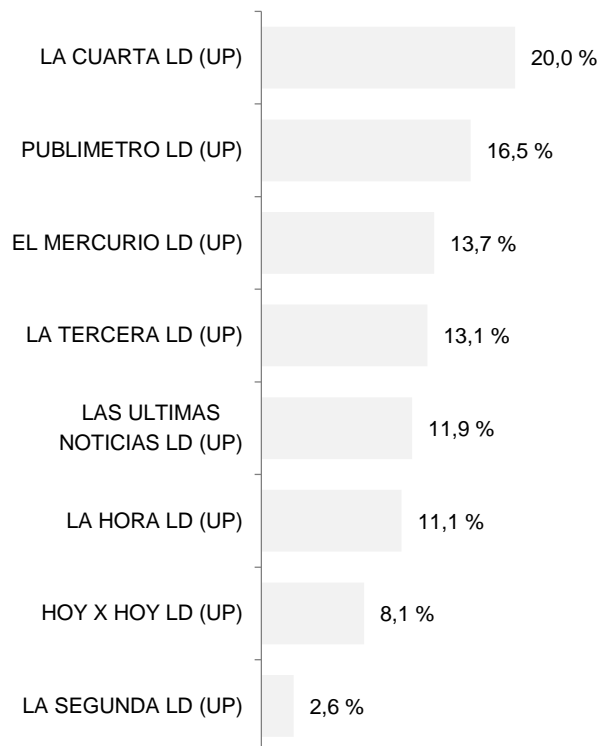 LA CUARTA LD (UP) 20,0 %
PUBLIMETRO LD (UP) 16,5 %
EL MERCURIO LD (UP) 13,7 %
LA TERCERA LD (UP) 13,1 %
LAS ULTIMAS
NOTICIAS LD (UP) 11,9 %
LA HORA LD (UP) 11,1 %
HOY X HOY LD (UP) 8,1 %
LA SEGUNDA LD (UP) 2,6 %